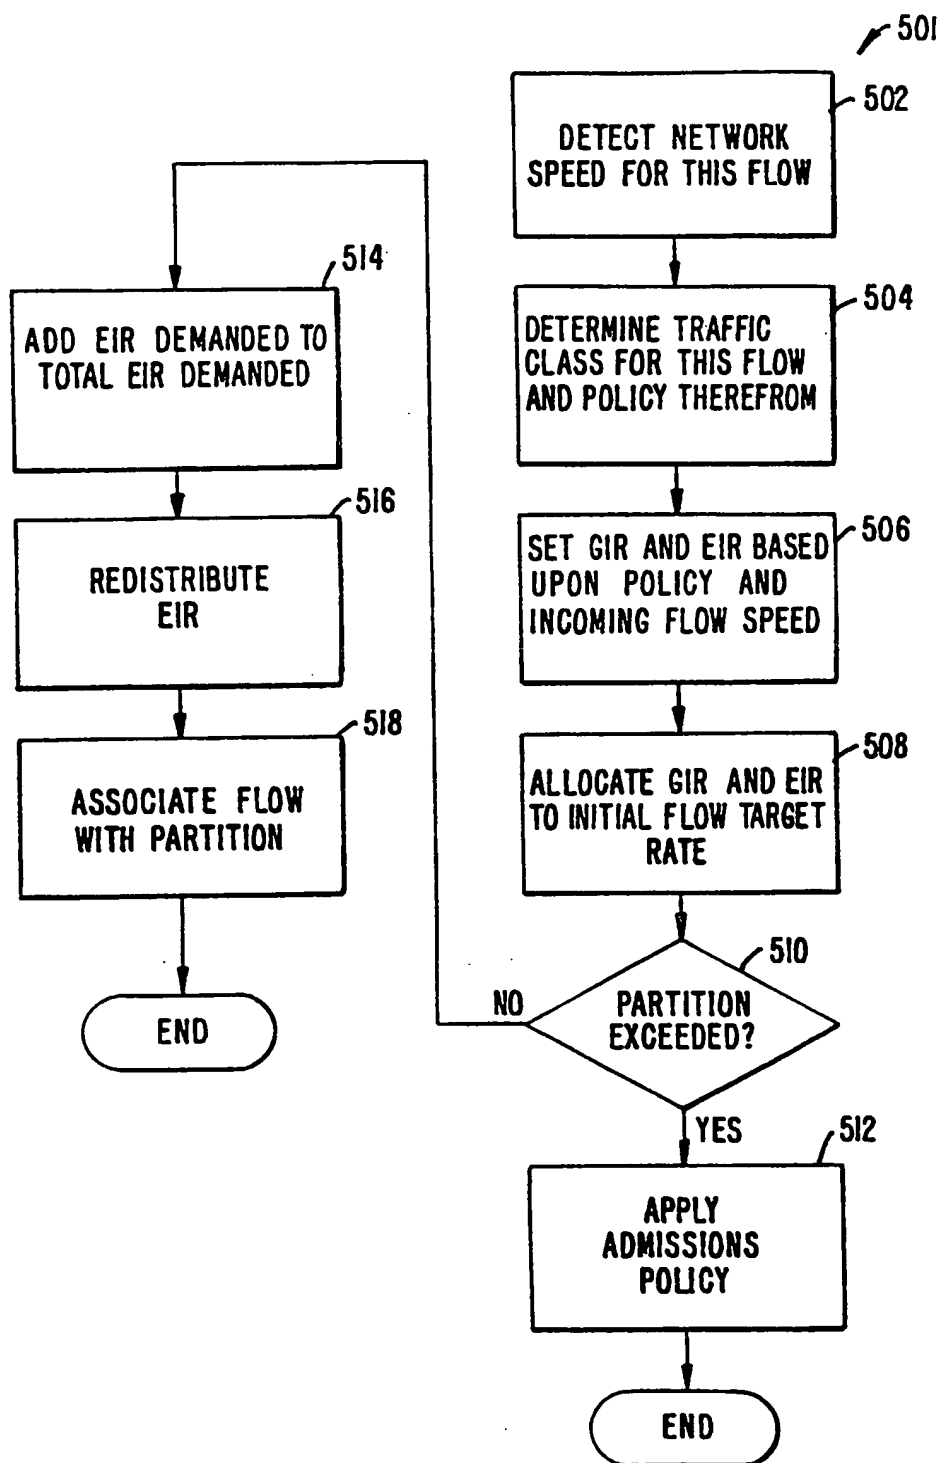 501
502
DETECT NETWORK
SPEED FOR THIS FLOW
504
DETERMINE TRAFFIC
CLASS FOR THIS FLOW
AND POLICY THEREFROM
506
SET GIR AND EIR BASED
UPON POLICY AND
INCOMING FLOW SPEED
508
ALLOCATE GIR AND EIR
TO INITIAL FLOW TARGET
RATE
510
PARTITION
EXCEEDED?
NO
YES
512
APPLY
ADMISSIONS
POLICY
END
514
ADD EIR DEMANDED TO
TOTAL EIR DEMANDED
516
REDISTRIBUTE
EIR
518
ASSOCIATE FLOW
WITH PARTITION
END